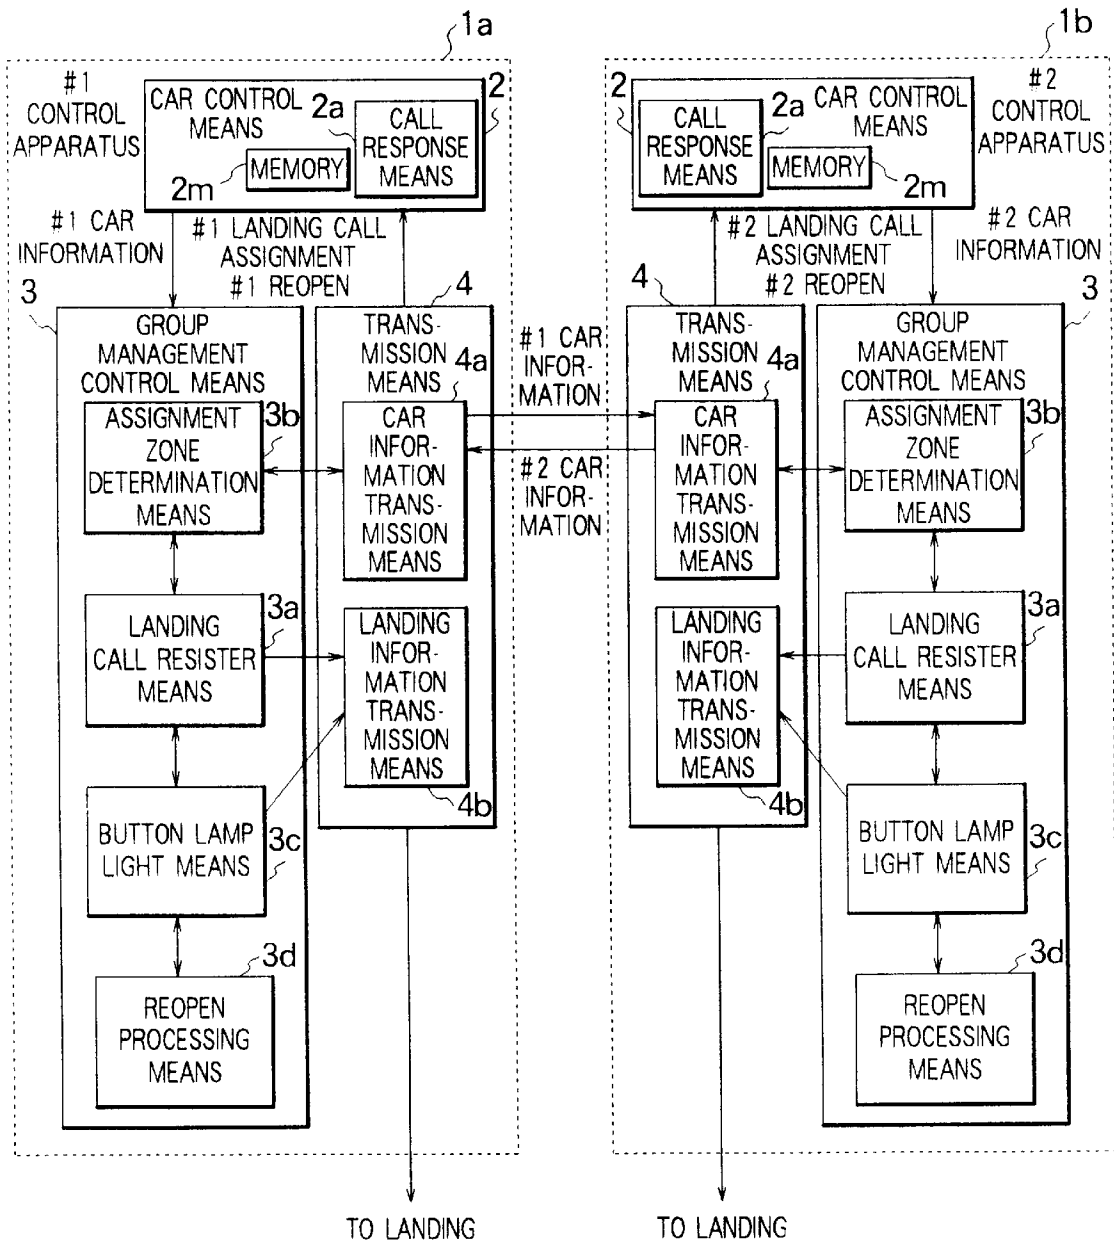 1a
#1
CONTROL
APPARATUS
CAR CONTROL
MEANS
2a
CALL
RESPONSE
MEANS
2
MEMORY
2m
#1 CAR
INFORMATION
#1 LANDING CALL
ASSIGNMENT
#1 REOPEN
3
GROUP
MANAGEMENT
CONTROL MEANS
ASSIGNMENT
ZONE
DETERMINATION
MEANS
3b
LANDING
CALL RESISTER
MEANS
3a
BUTTON LAMP
LIGHT MEANS
3c
REOPEN
PROCESSING
MEANS
3d
4
TRANS-
MISSION
MEANS
4a
CAR
INFOR-
MATION
TRANS-
MISSION
MEANS
LANDING
INFOR-
MATION
TRANS-
MISSION
MEANS
4b
TO LANDING
#1 CAR
INFOR-
MATION
#2 CAR
INFOR-
MATION
1b
#2
CONTROL
APPARATUS
2
CALL
RESPONSE
MEANS
2a
CAR CONTROL
MEANS
MEMORY
2m
#2 LANDING CALL
ASSIGNMENT
#2 REOPEN
#2 CAR
INFORMATION
4
TRANS-
MISSION
MEANS
4a
CAR
INFOR-
MATION
TRANS-
MISSION
MEANS
LANDING
INFOR-
MATION
TRANS-
MISSION
MEANS
4b
TO LANDING
3
GROUP
MANAGEMENT
CONTROL MEANS
ASSIGNMENT
ZONE
DETERMINATION
MEANS
3b
LANDING
CALL RESISTER
MEANS
3a
BUTTON LAMP
LIGHT MEANS
3c
REOPEN
PROCESSING
MEANS
3d